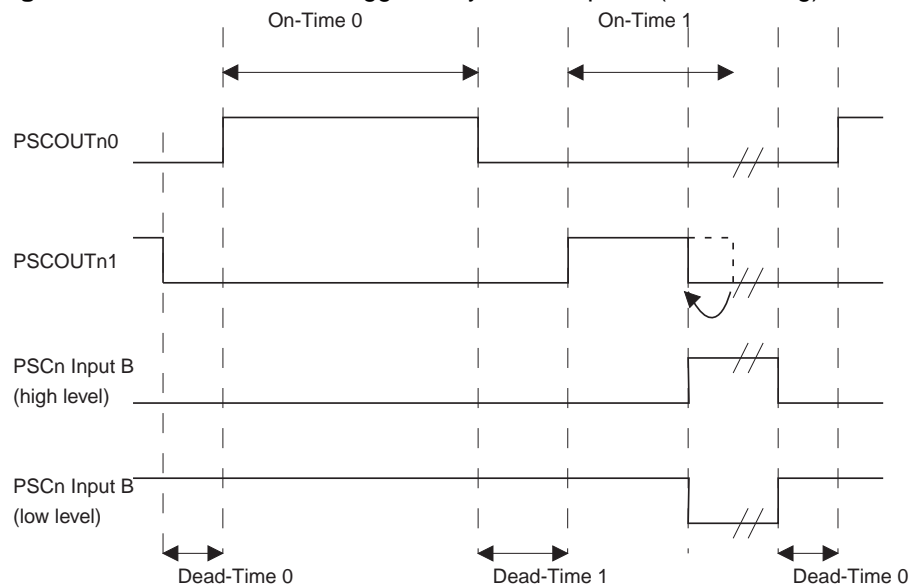 On-Time 0
On-Time 1
PSCOUTn0
PSCOUTn1
PSCn Input B
(high level)
PSCn Input B
(low level)
Dead-Time 0
Dead-Time 1
Dead-Time 0